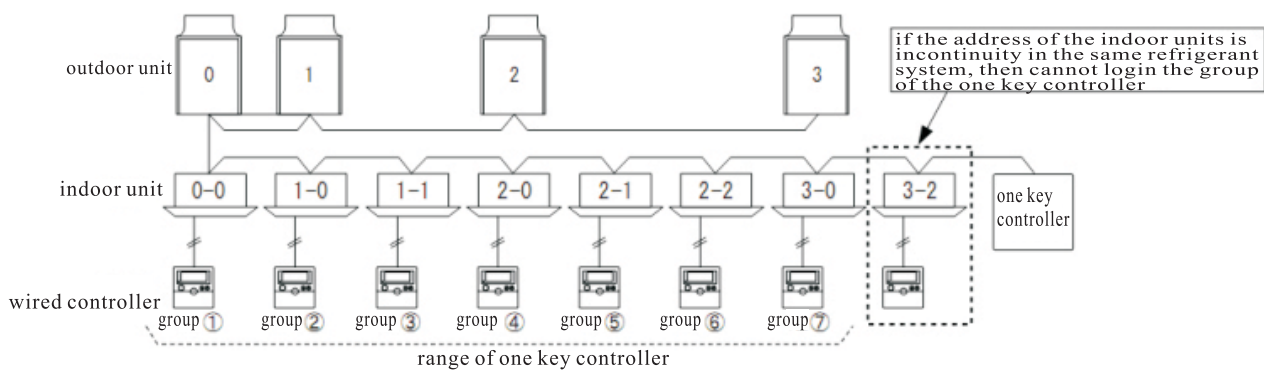 outdoor unit
0
1
2
3
if the address of the indoor units is
incontinuity in the same refrigerant
system, then cannot login the group
of the one key controller
indoor unit
0-0
1-0
1-1
2-0
2-1
2-2
3-0
3-2
one key
controller
wired controller
group ①
group ②
group ③
group ④
group ⑤
group ⑥
group ⑦
range of one key controller